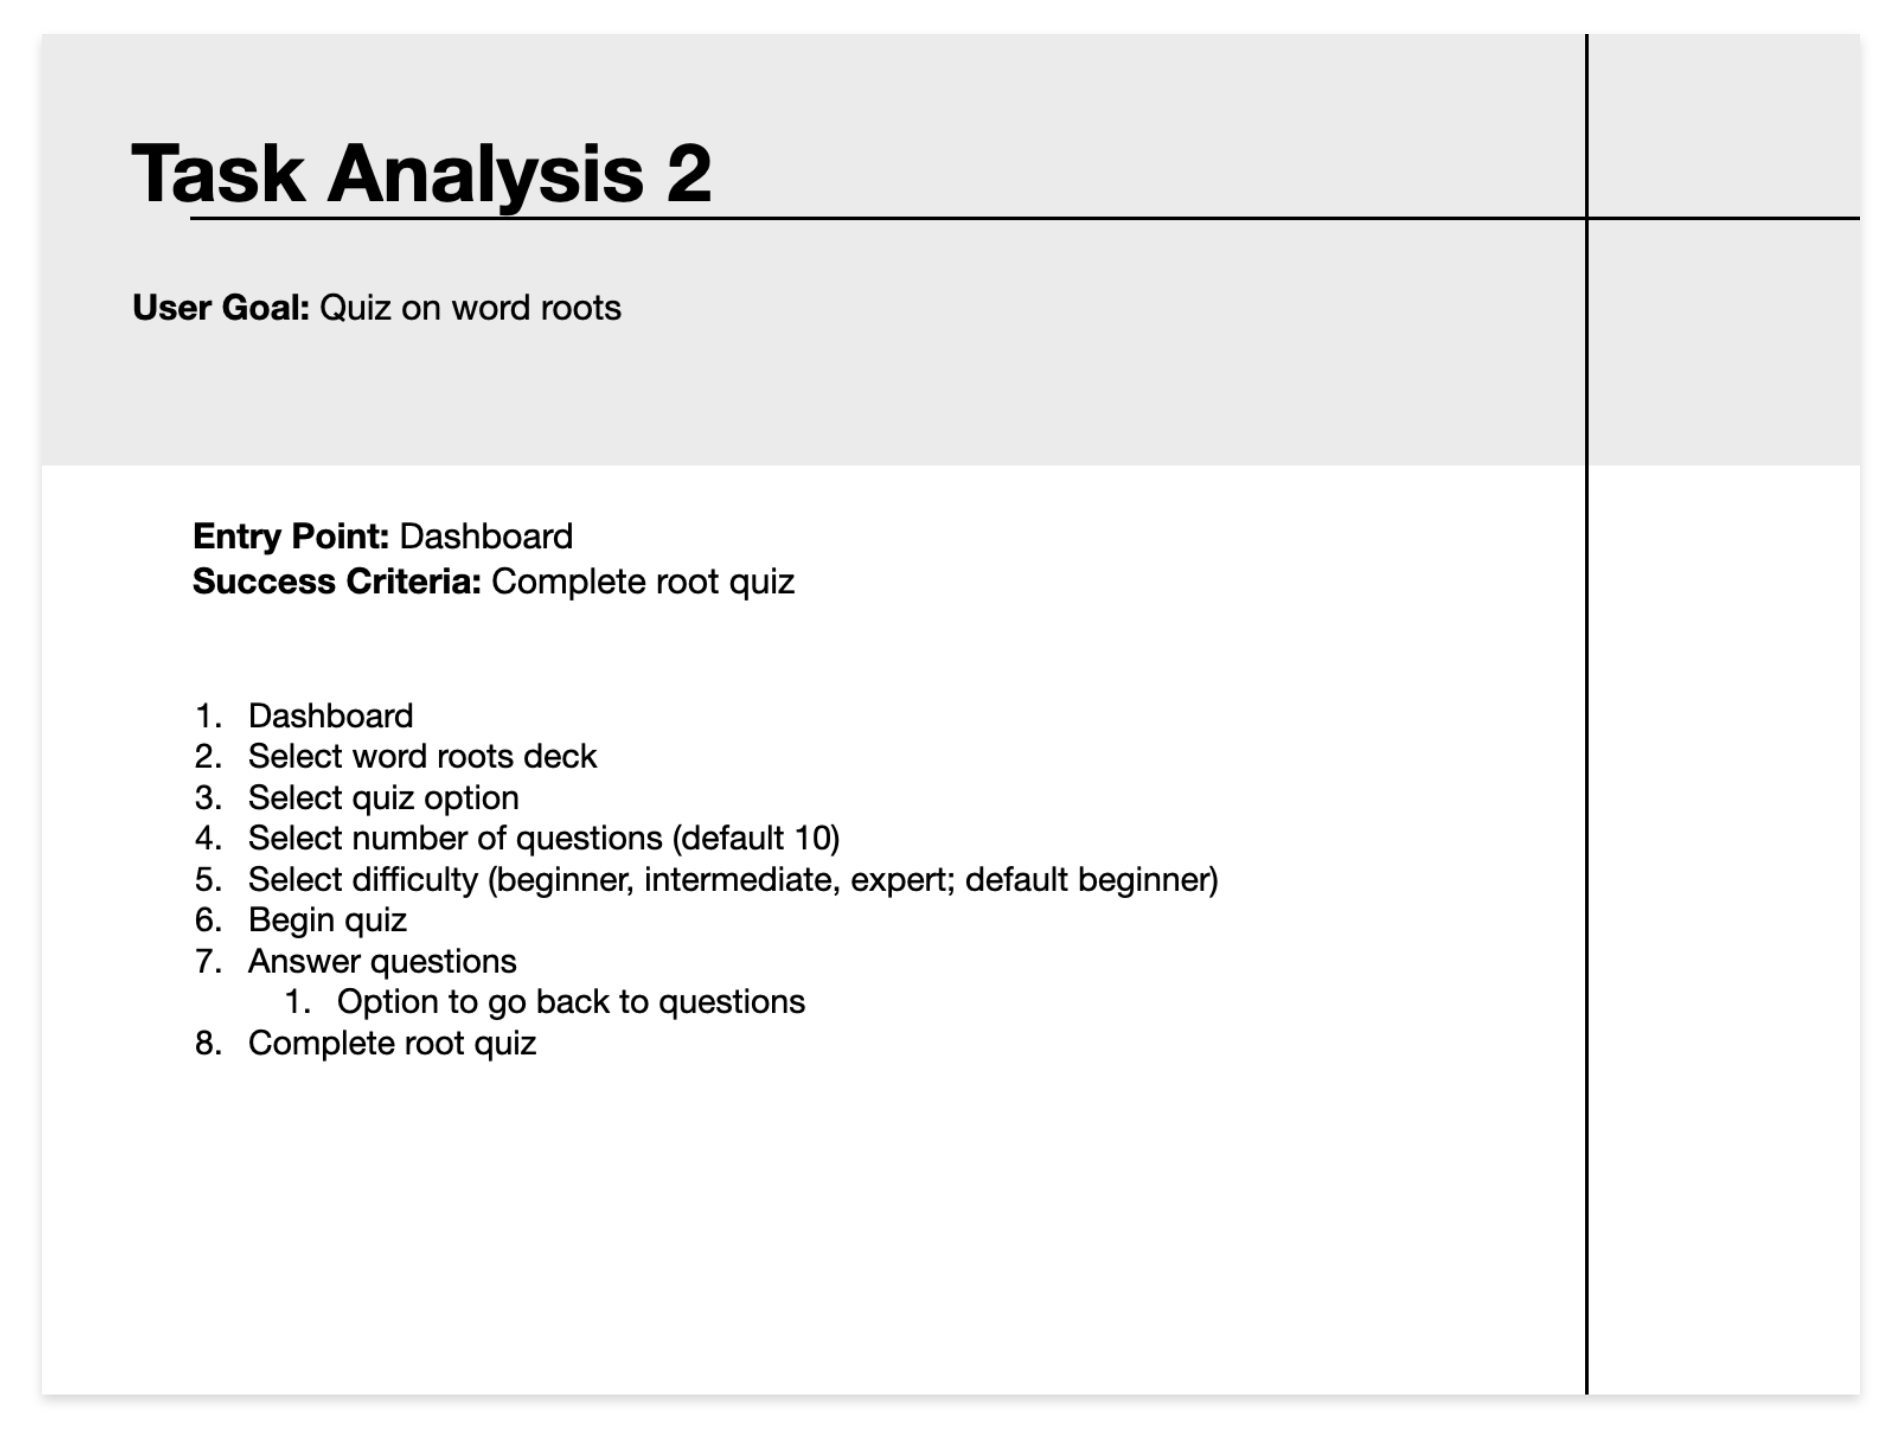 Task Analysis 2
User Goal: Quiz on word roots
Entry Point: Dashboard
Success Criteria: Complete root quiz
1. Dashboard
2. Select word roots deck
3. Select quiz option
4. Select number of questions (default 10)
5. Select difficulty (beginner, intermediate, expert; default beginner)
6. Begin quiz
7. Answer questions
1. Option to go back to questions
8. Complete root quiz